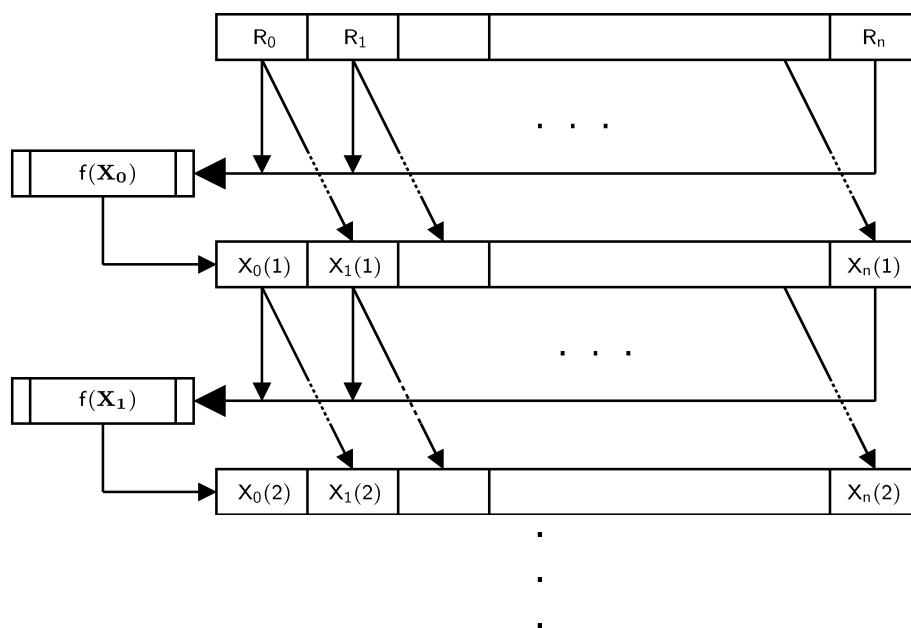 R₀ R₁ Rₙ
f(X₀)
X₀(1) X₁(1) Xₙ(1)
f(X₁)
X₀(2) X₁(2) Xₙ(2)